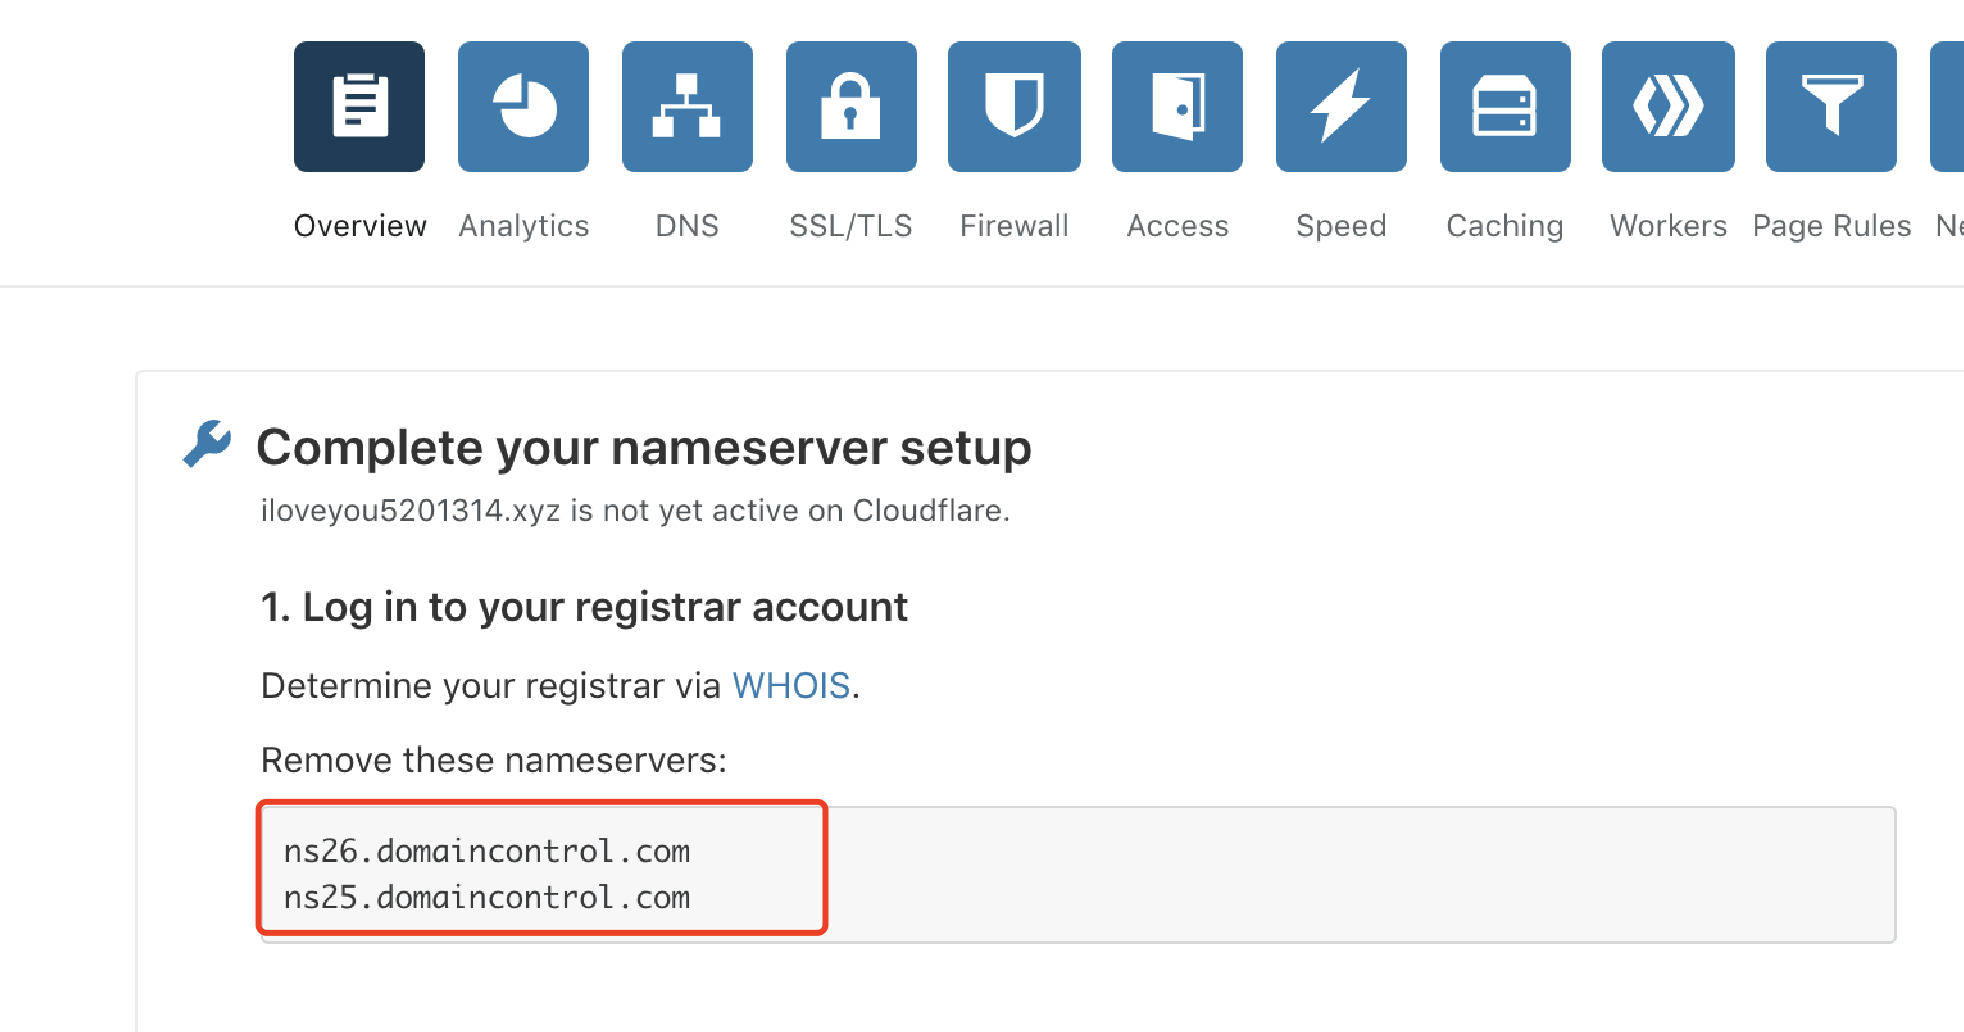 Overview Analytics DNS SSL/TLS Firewall Access Speed Caching Workers Page Rules
Complete your nameserver setup
iloveyou5201314.xyz is not yet active on Cloudflare.
1. Log in to your registrar account
Determine your registrar via WHOIS.
Remove these nameservers:
ns26.domaincontrol.com
ns25.domaincontrol.com